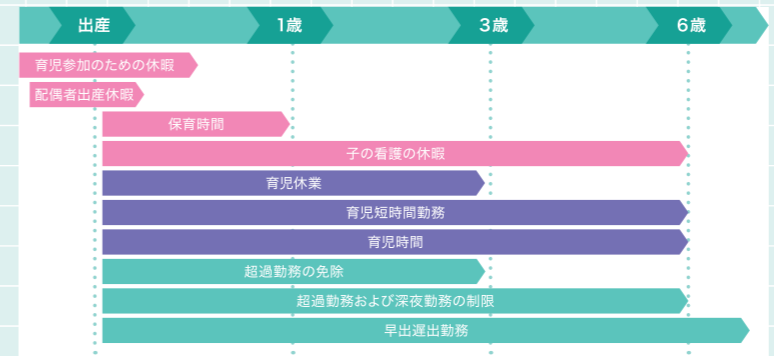 出産
1歳
3歳
6歳
育児参加のための休暇
配偶者出産休暇
保育時間
子の看護の休暇
育児休業
育児短時間勤務
育児時間
超過勤務の免除
超過勤務および深夜勤務の制限
早出遅出勤務